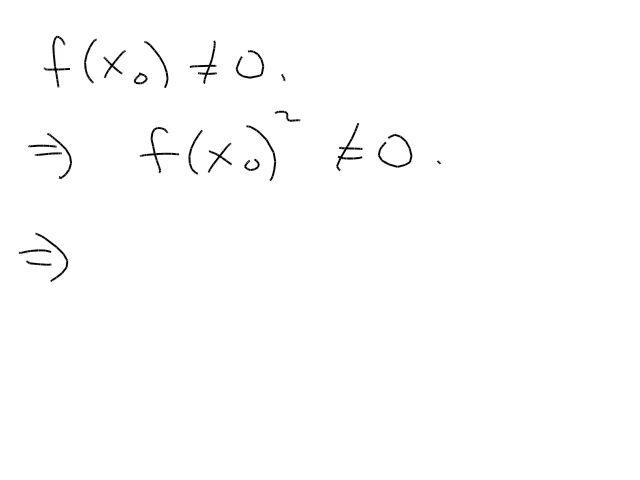 f(x₀) ≠ 0.
⇒ f(x₀)² ≠ 0.
⇒